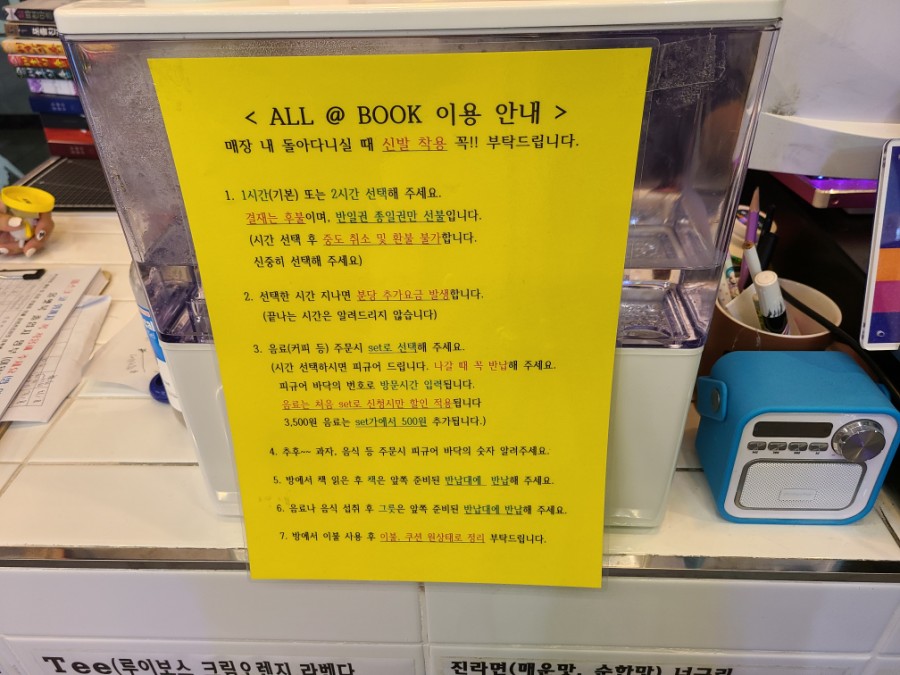 < ALL @ BOOK 이용 안내 >
매장 내 돌아다니실 때 신발 착용 꼭!! 부탁드립니다.
1. 1시간(기본) 또는 2시간 선택해 주세요.
결재는 후불이며, 반일권 종일권만 선불입니다.
(시간 선택 후 중도 취소 및 환불 불가합니다.
신중히 선택해 주세요)
2. 선택한 시간 지나면 분당 추가요금 발생합니다.
(끝나는 시간은 알려드리지 않습니다)
3. 음료(커피 등) 주문시 set로 선택해 주세요.
(시간 선택하시면 피규어 드립니다. 나갈 때 꼭 반납해 주세요.
피규어 바닥의 번호로 방문시간 입력됩니다.
음료는 처음 set로 신청시만 할인 적용됩니다
3,500원 음료는 set가에서 500원 추가됩니다.)
4. 추후~~ 과자, 음식 등 주문시 피규어 바닥의 숫자 알려주세요.
5. 방에서 책 읽은 후 책은 앞쪽 준비된 반납대에 반납해 주세요.
6. 음료나 음식 섭취 후 그릇은 앞쪽 준비된 반납대에 반납해 주세요.
7. 방에서 이불 사용 후 이불, 쿠션 원상태로 정리 부탁드립니다.
Tee(루이보스 크림오렌지 라벤다
진라면(매운맛, 순한맛) 너구리